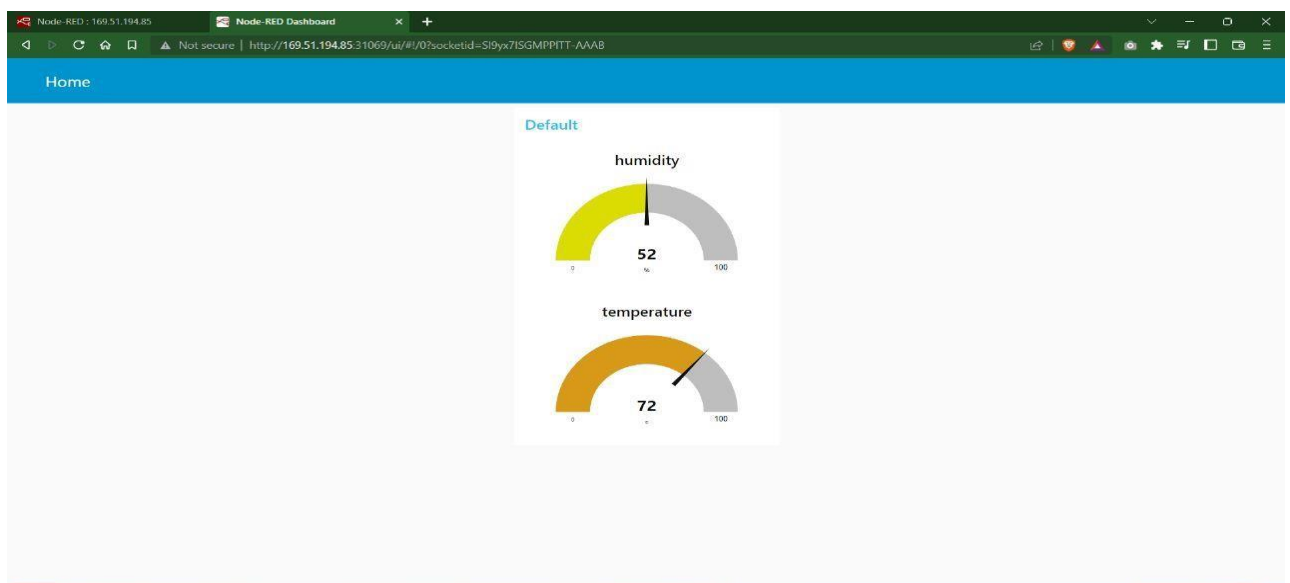 Node-RED : 169.51.194.85
Node-RED Dashboard
Not secure | http://169.51.194.85:31069/ui/#!/0?socketid=SI9yx7ISGMPPITT-AAAB
Home
Default
humidity
52
%
0
100
temperature
72
0
100